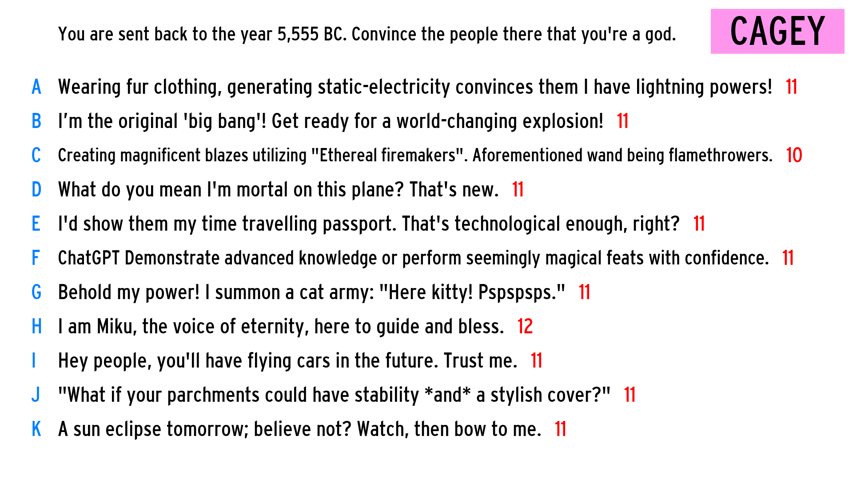 You are sent back to the year 5,555 BC. Convince the people there that you're a god.
CAGEY
A Wearing fur clothing, generating static-electricity convinces them I have lightning powers! 11
B I’m the original 'big bang'! Get ready for a world-changing explosion! 11
C Creating magnificent blazes utilizing "Ethereal firemakers". Aforementioned wand being flamethrowers. 10
D What do you mean I'm mortal on this plane? That's new. 11
E I'd show them my time travelling passport. That's technological enough, right? 11
F ChatGPT Demonstrate advanced knowledge or perform seemingly magical feats with confidence. 11
G Behold my power! I summon a cat army: "Here kitty! Pspspsps." 11
H I am Miku, the voice of eternity, here to guide and bless. 12
I Hey people, you'll have flying cars in the future. Trust me. 11
J "What if your parchments could have stability *and* a stylish cover?" 11
K A sun eclipse tomorrow; believe not? Watch, then bow to me. 11